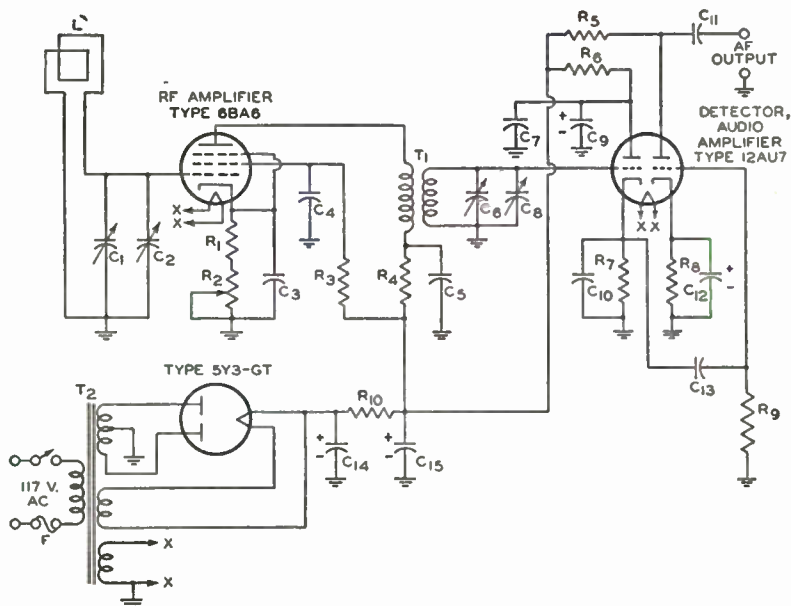 L
RF AMPLIFIER
TYPE 6BA6
R5
C11
AF
OUTPUT
R6
C7
+
-
C9
DETECTOR,
AUDIO
AMPLIFIER
TYPE 12AU7
T1
C1
C2
X
X
R1
R2
C3
C4
R3
R4
C5
C6
C8
X X
C10
R7
R8
C12
+
-
C13
R9
TYPE 5Y3-GT
T2
R10
+
-
C14
+
-
C15
117 V.
AC
F
X
X